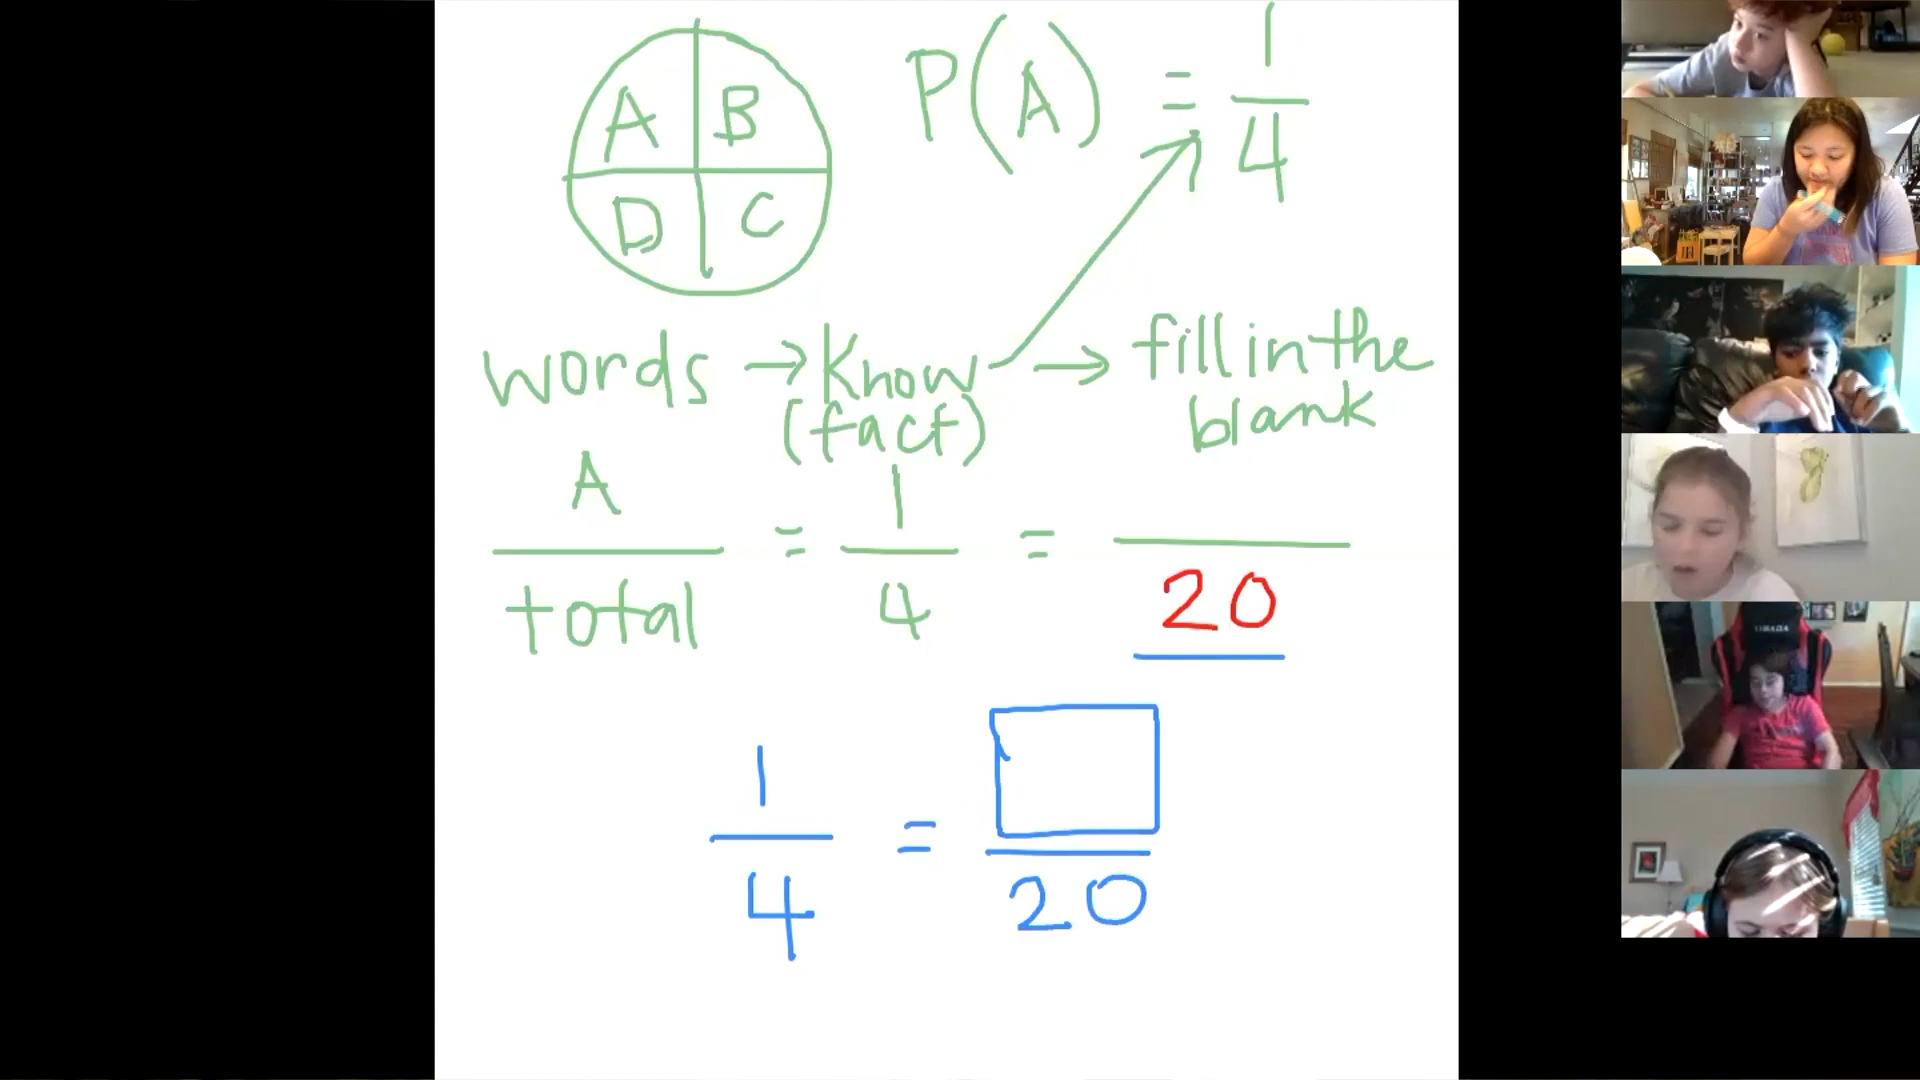 A B
D C
P(A) = 1/4
words → Know → fill in the
(fact) blank
A/total = 1/4 = /20
1/4 = /20